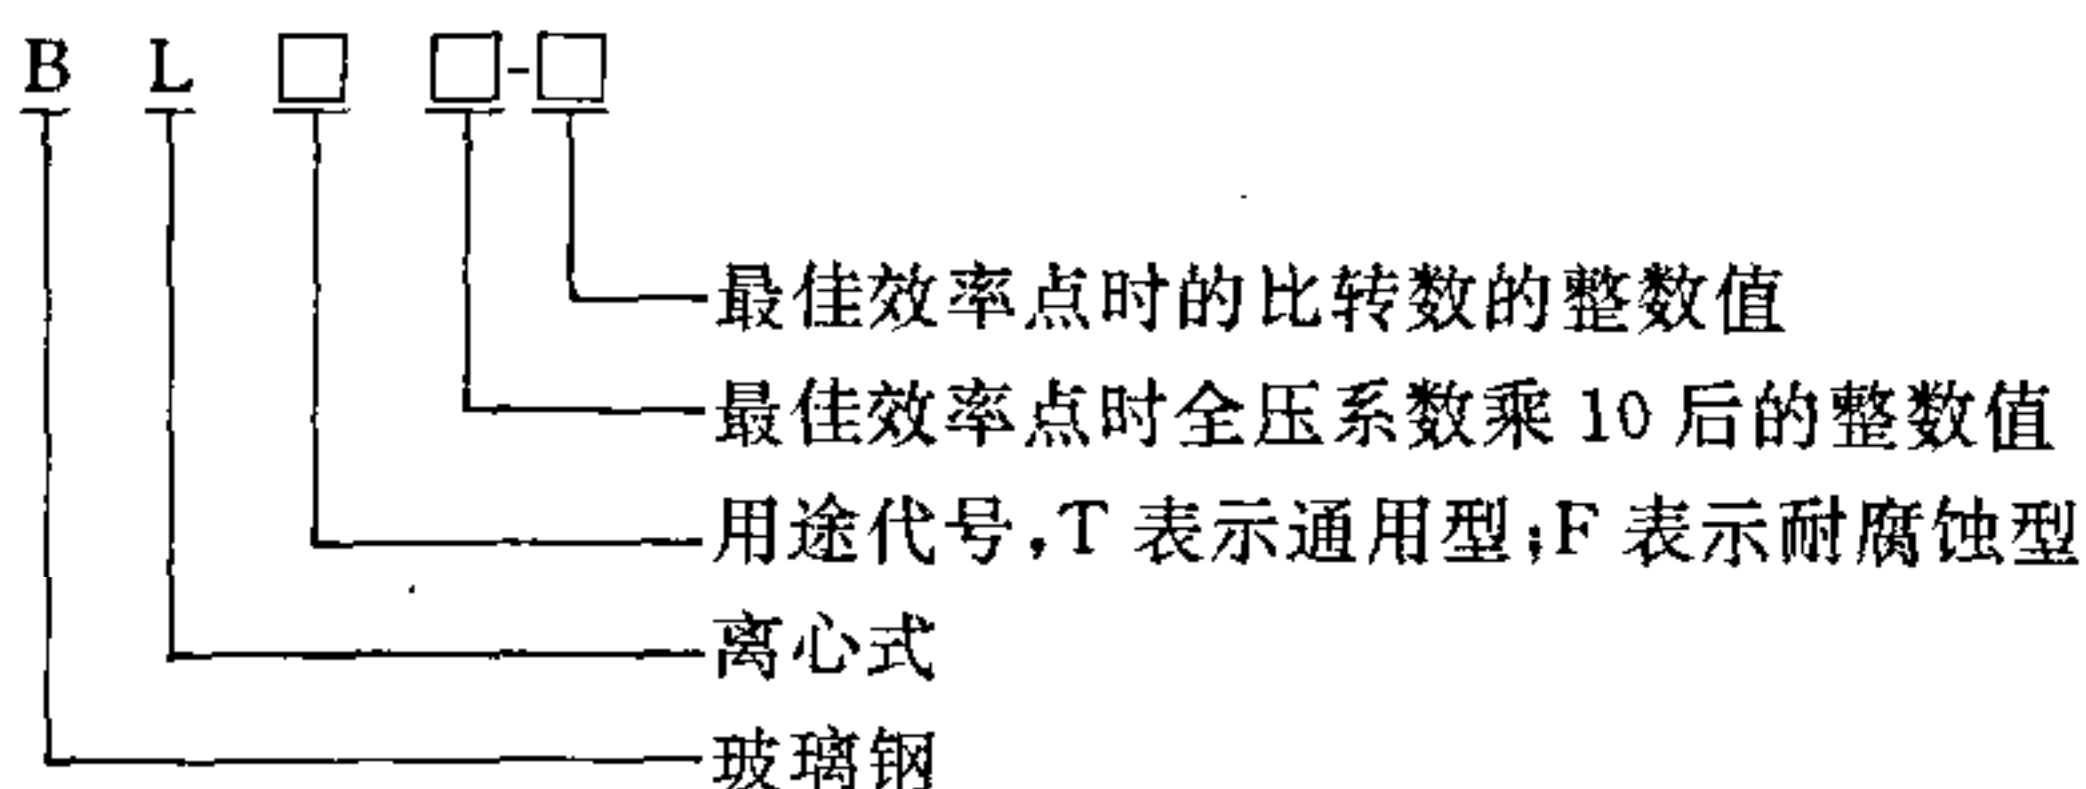 B L □ □-□
最佳效率点时的比转数的整数值
最佳效率点时全压系数乘 10 后的整数值
用途代号,T 表示通用型;F 表示耐腐蚀型
离心式
玻璃钢